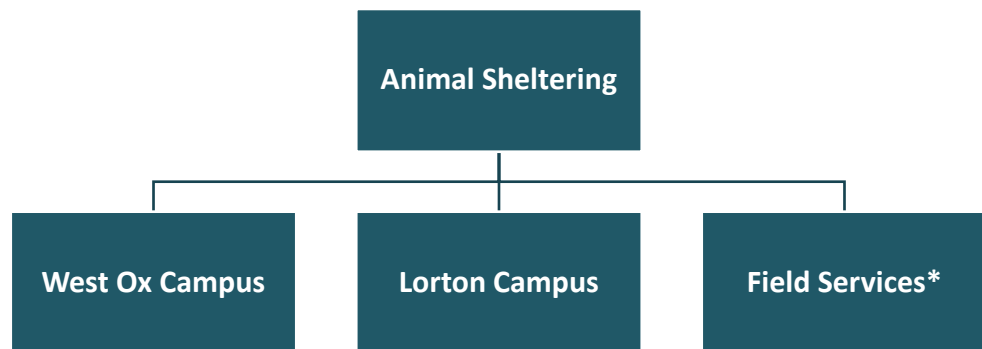 Animal Sheltering
West Ox Campus
Lorton Campus
Field Services*